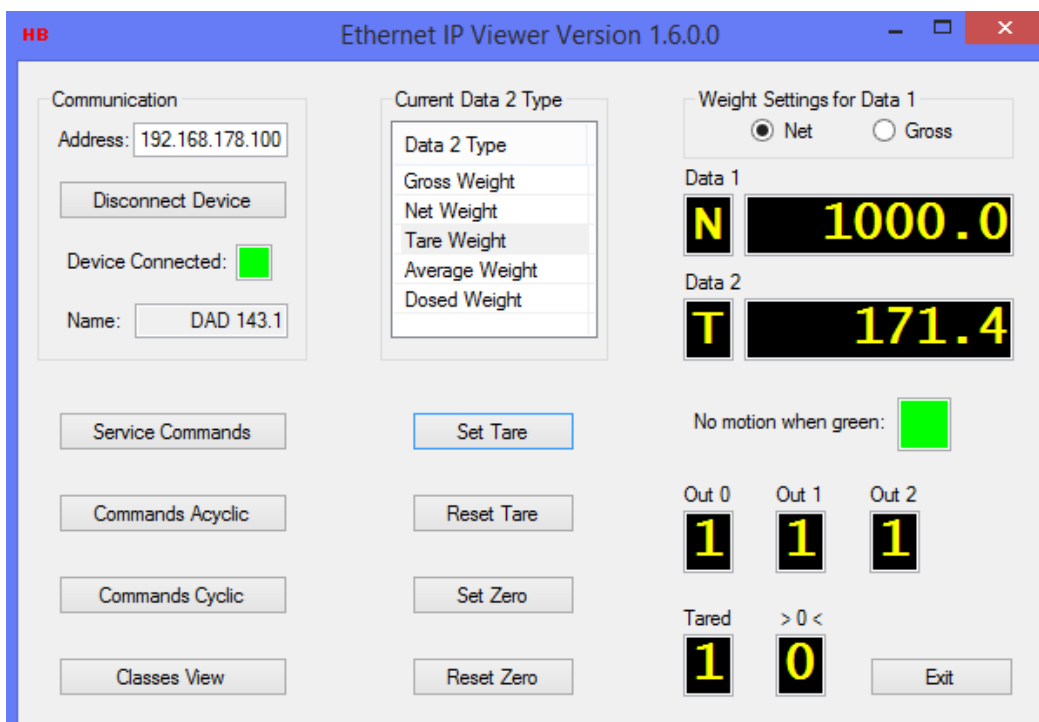 HB
Ethernet IP Viewer Version 1.6.0.0
Communication
Address: 192.168.178.100
Disconnect Device
Device Connected:
Name: DAD 143.1
Current Data 2 Type
Data 2 Type
Gross Weight
Net Weight
Tare Weight
Average Weight
Dosed Weight
Weight Settings for Data 1
Net Gross
Data 1
N 1000.0
Data 2
T 171.4
Service Commands
Commands Acyclic
Commands Cyclic
Classes View
Set Tare
Reset Tare
Set Zero
Reset Zero
No motion when green:
Out 0 Out 1 Out 2
1 1 1
Tared > 0 <
1 0
Exit